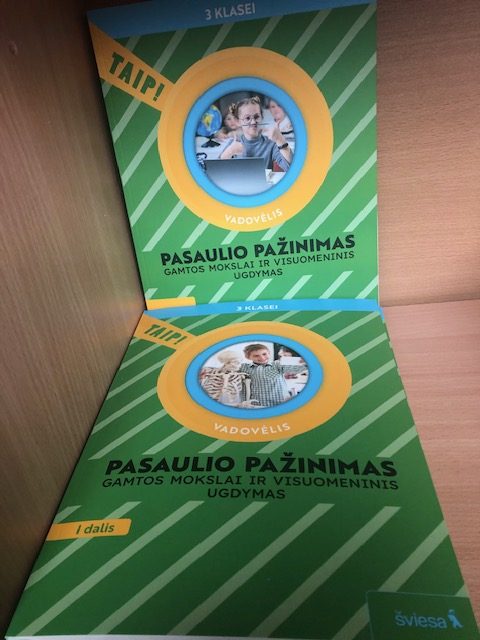 3 KLASEI
TAIP!
VADOVĖLIS
PASAULIO PAŽINIMAS
GAMTOS MOKSLAI IR VISUOMENINIS
UGDYMAS
3 KLASEI
TAIP!
VADOVĖLIS
PASAULIO PAŽINIMAS
GAMTOS MOKSLAI IR VISUOMENINIS
UGDYMAS
I dalis
šviesa